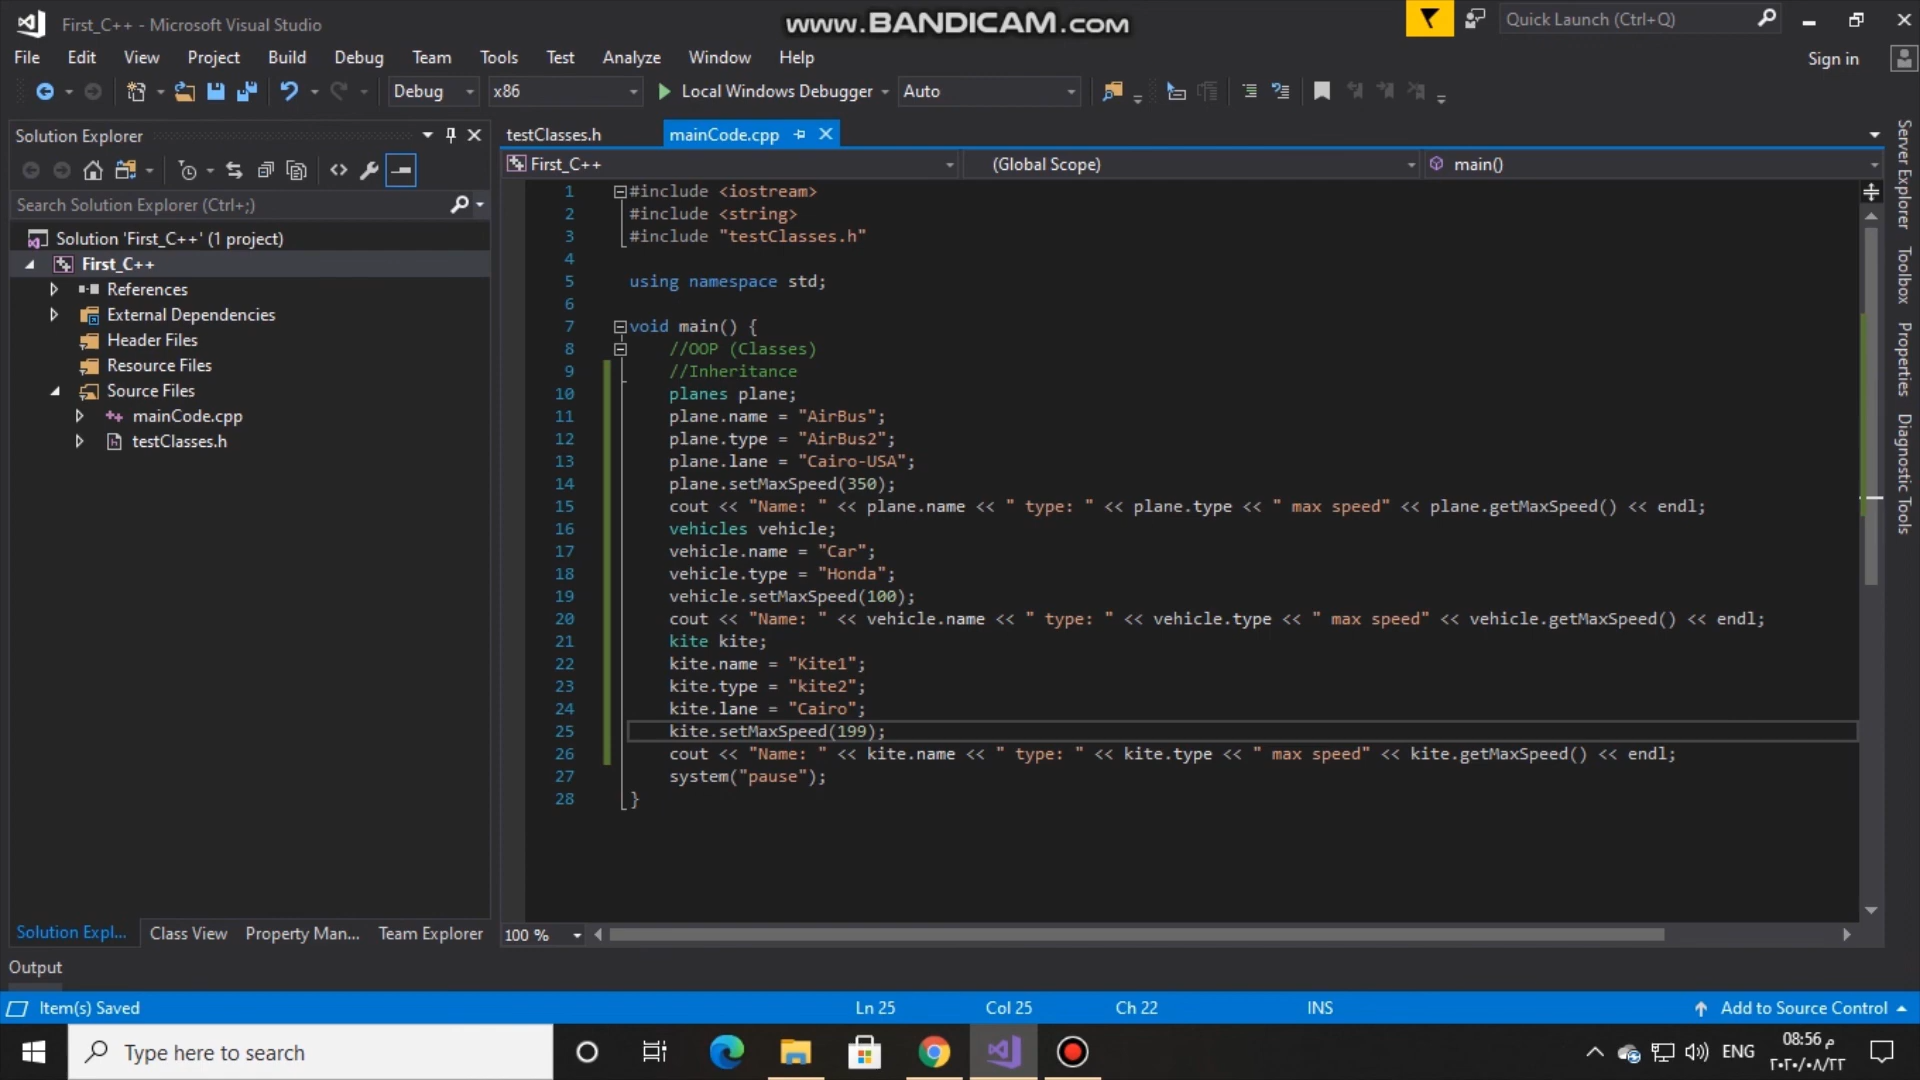 First_C++ - Microsoft Visual Studio
www.BANDICAM.com
Quick Launch (Ctrl+Q)
File Edit View Project Build Debug Team Tools Test Analyze Window Help
Sign in
Debug x86 Local Windows Debugger Auto
Solution Explorer
testClasses.h mainCode.cpp
First_C++ (Global Scope) main()
Search Solution Explorer (Ctrl+;)
Solution 'First_C++' (1 project)
First_C++
References
External Dependencies
Header Files
Resource Files
Source Files
mainCode.cpp
testClasses.h
1 #include <iostream>
2 #include <string>
3 #include "testClasses.h"
4
5 using namespace std;
6
7 void main() {
8 //OOP (Classes)
9 //Inheritance
10 planes plane;
11 plane.name = "AirBus";
12 plane.type = "AirBus2";
13 plane.lane = "Cairo-USA";
14 plane.setMaxSpeed(350);
15 cout << "Name: " << plane.name << " type: " << plane.type << " max speed" << plane.getMaxSpeed() << endl;
16 vehicles vehicle;
17 vehicle.name = "Car";
18 vehicle.type = "Honda";
19 vehicle.setMaxSpeed(100);
20 cout << "Name: " << vehicle.name << " type: " << vehicle.type << " max speed" << vehicle.getMaxSpeed() << endl;
21 kite kite;
22 kite.name = "Kite1";
23 kite.type = "kite2";
24 kite.lane = "Cairo";
25 kite.setMaxSpeed(199);
26 cout << "Name: " << kite.name << " type: " << kite.type << " max speed" << kite.getMaxSpeed() << endl;
27 system("pause");
28 }
Server Explorer
Toolbox
Properties
Diagnostic Tools
Solution Expl... Class View Property Man... Team Explorer
100 %
Output
Item(s) Saved Ln 25 Col 25 Ch 22 INS Add to Source Control
Type here to search
ENG
08:56 م
٢٠٢٠/٠٨/٢٢